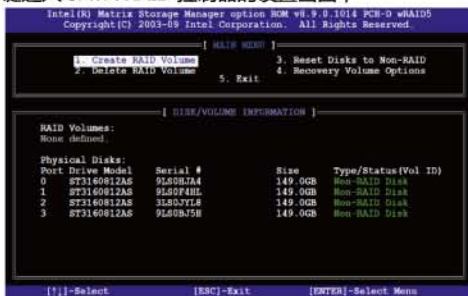 Intel(R) Matrix Storage Manager option ROM v8.9.0.1014 PCH-D wRAID5
Copyright(C) 2003-09 Intel Corporation. All Rights Reserved.
[ MAIN MENU ]
1. Create RAID Volume 3. Reset Disks to Non-RAID
2. Delete RAID Volume 4. Recovery Volume Options
5. Exit
[ DISK/VOLUME INFORMATION ]
RAID Volumes:
None defined.
Physical Disks:
Port Drive Model Serial # Size Type/Status(Vol ID)
0 ST3160812AS 9LS0HJA4 149.0GB Non-RAID Disk
1 ST3160812AS 9LS0F4HL 149.0GB Non-RAID Disk
2 ST3160812AS 3LS0JYL8 149.0GB Non-RAID Disk
3 ST3160812AS 9LS0BJ5H 149.0GB Non-RAID Disk
[↑↓]-Select [ESC]-Exit [ENTER]-Select Menu